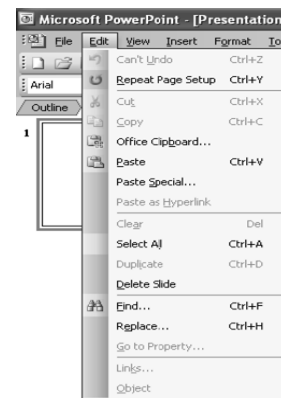 Microsoft PowerPoint - [Presentation
File Edit View Insert Format To
Can't Undo Ctrl+Z
Arial
Repeat Page Setup Ctrl+Y
Outline
Cut Ctrl+X
1
Copy Ctrl+C
Office Clipboard...
Paste Ctrl+V
Paste Special...
Paste as Hyperlink
Clear Del
Select All Ctrl+A
Duplicate Ctrl+D
Delete Slide
Find... Ctrl+F
Replace... Ctrl+H
Go to Property...
Links...
Object